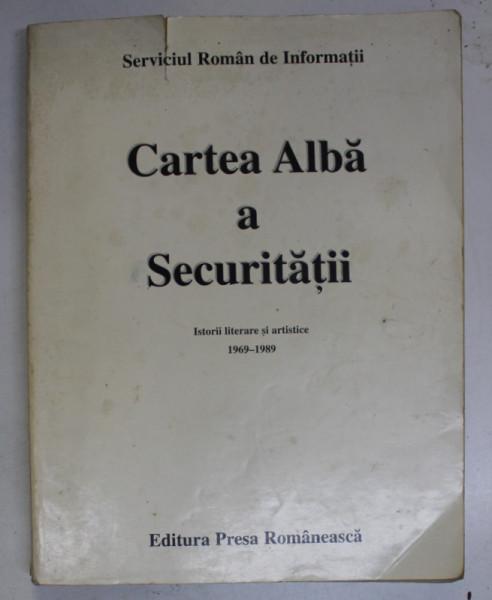 Serviciul Român de Informații
Cartea Albă
a
Securității
Istorii literare și artistice
1969–1989
Editura Presa Românească